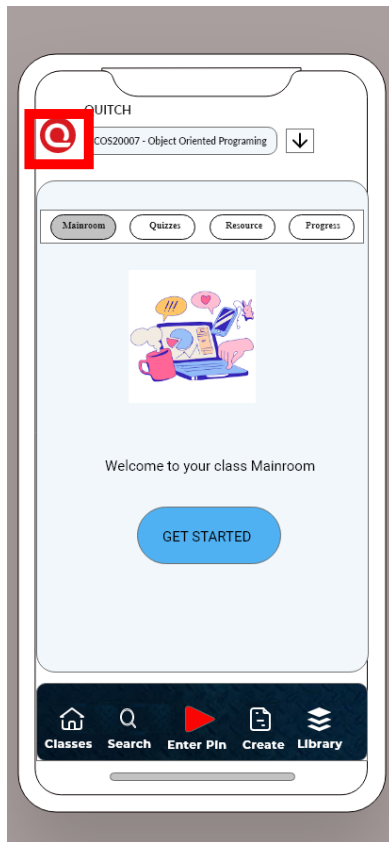 QUITCH
COS20007 - Object Oriented Programing
Mainroom Quizzes Resource Progress
Welcome to your class Mainroom
GET STARTED
Classes Search Enter PIn Create Library